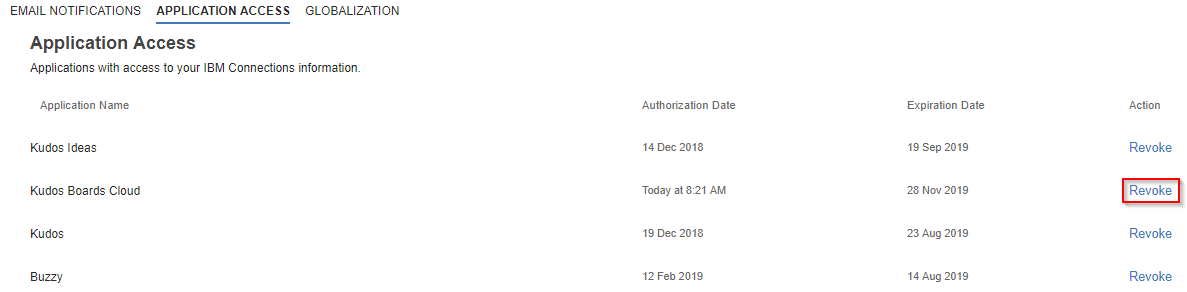 EMAIL NOTIFICATIONS APPLICATION ACCESS GLOBALIZATION
Application Access
Applications with access to your IBM Connections information.
Application Name Authorization Date Expiration Date Action
Kudos Ideas 14 Dec 2018 19 Sep 2019 Revoke
Kudos Boards Cloud Today at 8:21 AM 28 Nov 2019 Revoke
Kudos 19 Dec 2018 23 Aug 2019 Revoke
Buzzy 12 Feb 2019 14 Aug 2019 Revoke